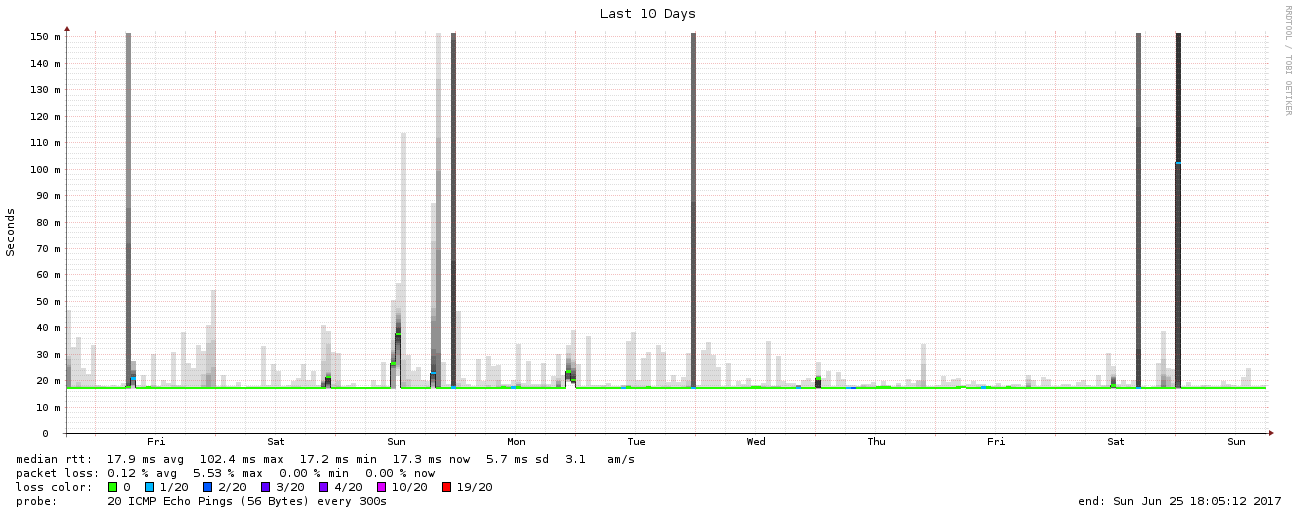 Last 10 Days
RRDTOOL / TOBI OETIKER
Seconds
150 m
140 m
130 m
120 m
110 m
100 m
90 m
80 m
70 m
60 m
50 m
40 m
30 m
20 m
10 m
0
Fri Sat Sun Mon Tue Wed Thu Fri Sat Sun
median rtt: 17.9 ms avg 102.4 ms max 17.2 ms min 17.3 ms now 5.7 ms sd 3.1 am/s
packet loss: 0.12 % avg 5.53 % max 0.00 % min 0.00 % now
loss color: 0 1/20 2/20 3/20 4/20 10/20 19/20
probe: 20 ICMP Echo Pings (56 Bytes) every 300s end: Sun Jun 25 18:05:12 2017